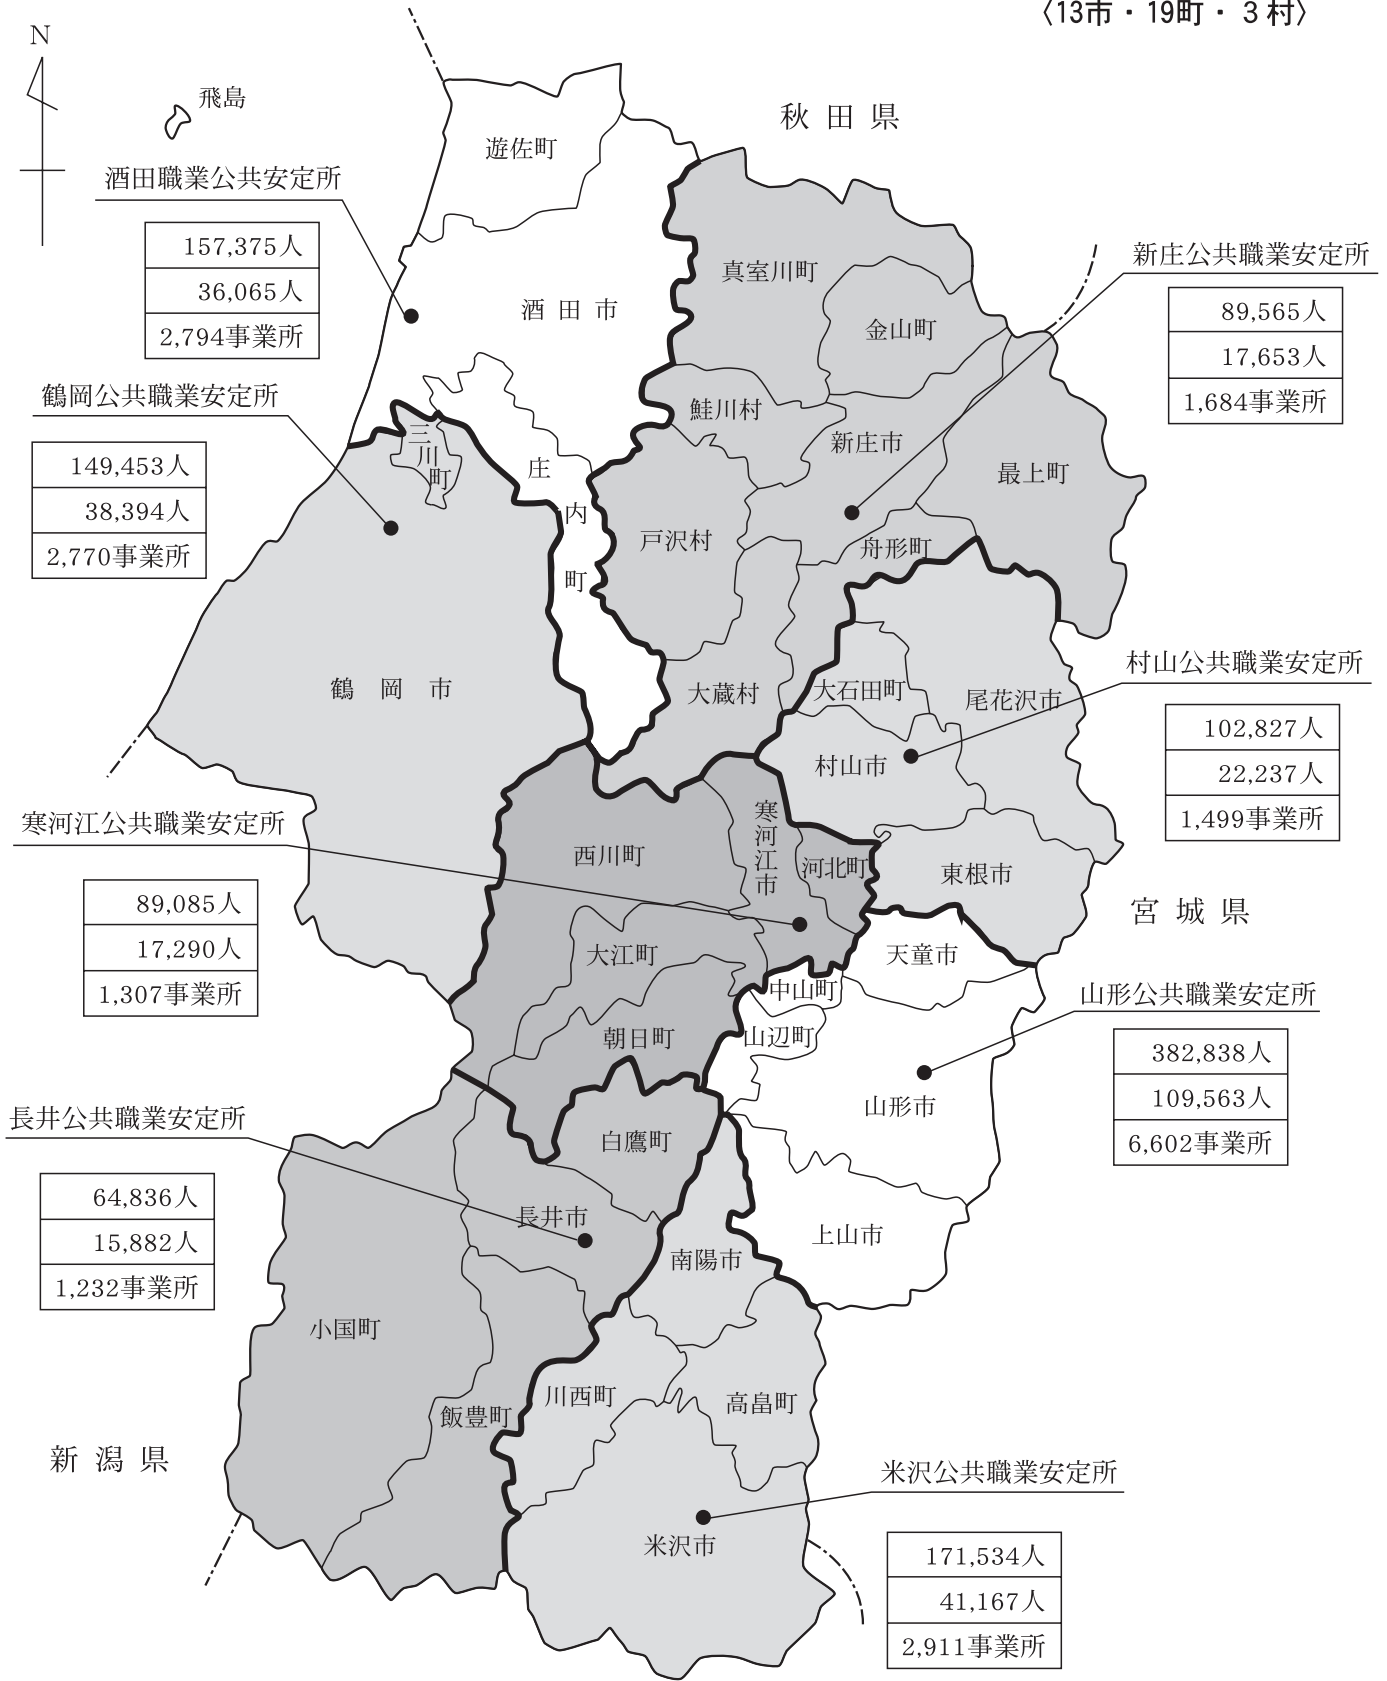 〈13市・19町・3村〉
N
飛島
秋田県
遊佐町
酒田職業公共安定所
157,375人
36,065人
2,794事業所
酒田市
真室川町
金山町
新庄公共職業安定所
89,565人
17,653人
1,684事業所
鶴岡公共職業安定所
149,453人
38,394人
2,770事業所
三川町
庄内町
鮭川村
新庄市
最上町
戸沢村
舟形町
鶴岡市
大蔵村
大石田町
尾花沢市
村山公共職業安定所
102,827人
22,237人
1,499事業所
村山市
寒河江公共職業安定所
89,085人
17,290人
1,307事業所
西川町
寒河江市
河北町
東根市
宮城県
大江町
天童市
中山町
山形公共職業安定所
382,838人
109,563人
6,602事業所
朝日町
山辺町
山形市
長井公共職業安定所
64,836人
15,882人
1,232事業所
白鷹町
長井市
上山市
南陽市
小国町
川西町
高畠町
飯豊町
新潟県
米沢公共職業安定所
171,534人
41,167人
2,911事業所
米沢市